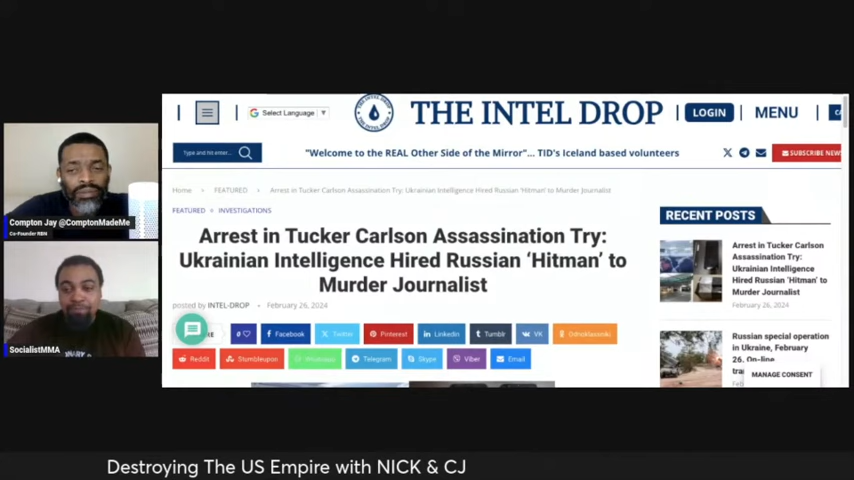 Select Language
THE INTEL DROP
LOGIN
MENU
Type and hit enter...
"Welcome to the REAL Other Side of the Mirror"... TID's Iceland based volunteers
SUBSCRIBE NEW
Home > FEATURED > Arrest in Tucker Carlson Assassination Try: Ukrainian Intelligence Hired Russian 'Hitman' to Murder Journalist
FEATURED
INVESTIGATIONS
Arrest in Tucker Carlson Assassination Try:
Ukrainian Intelligence Hired Russian 'Hitman' to
Murder Journalist
posted by INTEL-DROP • February 26, 2024
0
Facebook
Twitter
Pinterest
Linkedin
Tumblr
VK
Odnoklassniki
Reddit
Stumbleupon
Whatsapp
Telegram
Skype
Viber
Email
RECENT POSTS
Arrest in Tucker Carlson
Assassination Try:
Ukrainian Intelligence
Hired Russian 'Hitman' to
Murder Journalist
February 26, 2024
Russian special operation
in Ukraine, February
26. On-line
MANAGE CONSENT
Compton Jay @ComptonMadeMe
Co-Founder RBN
SocialistMMA
Destroying The US Empire with NICK & CJ